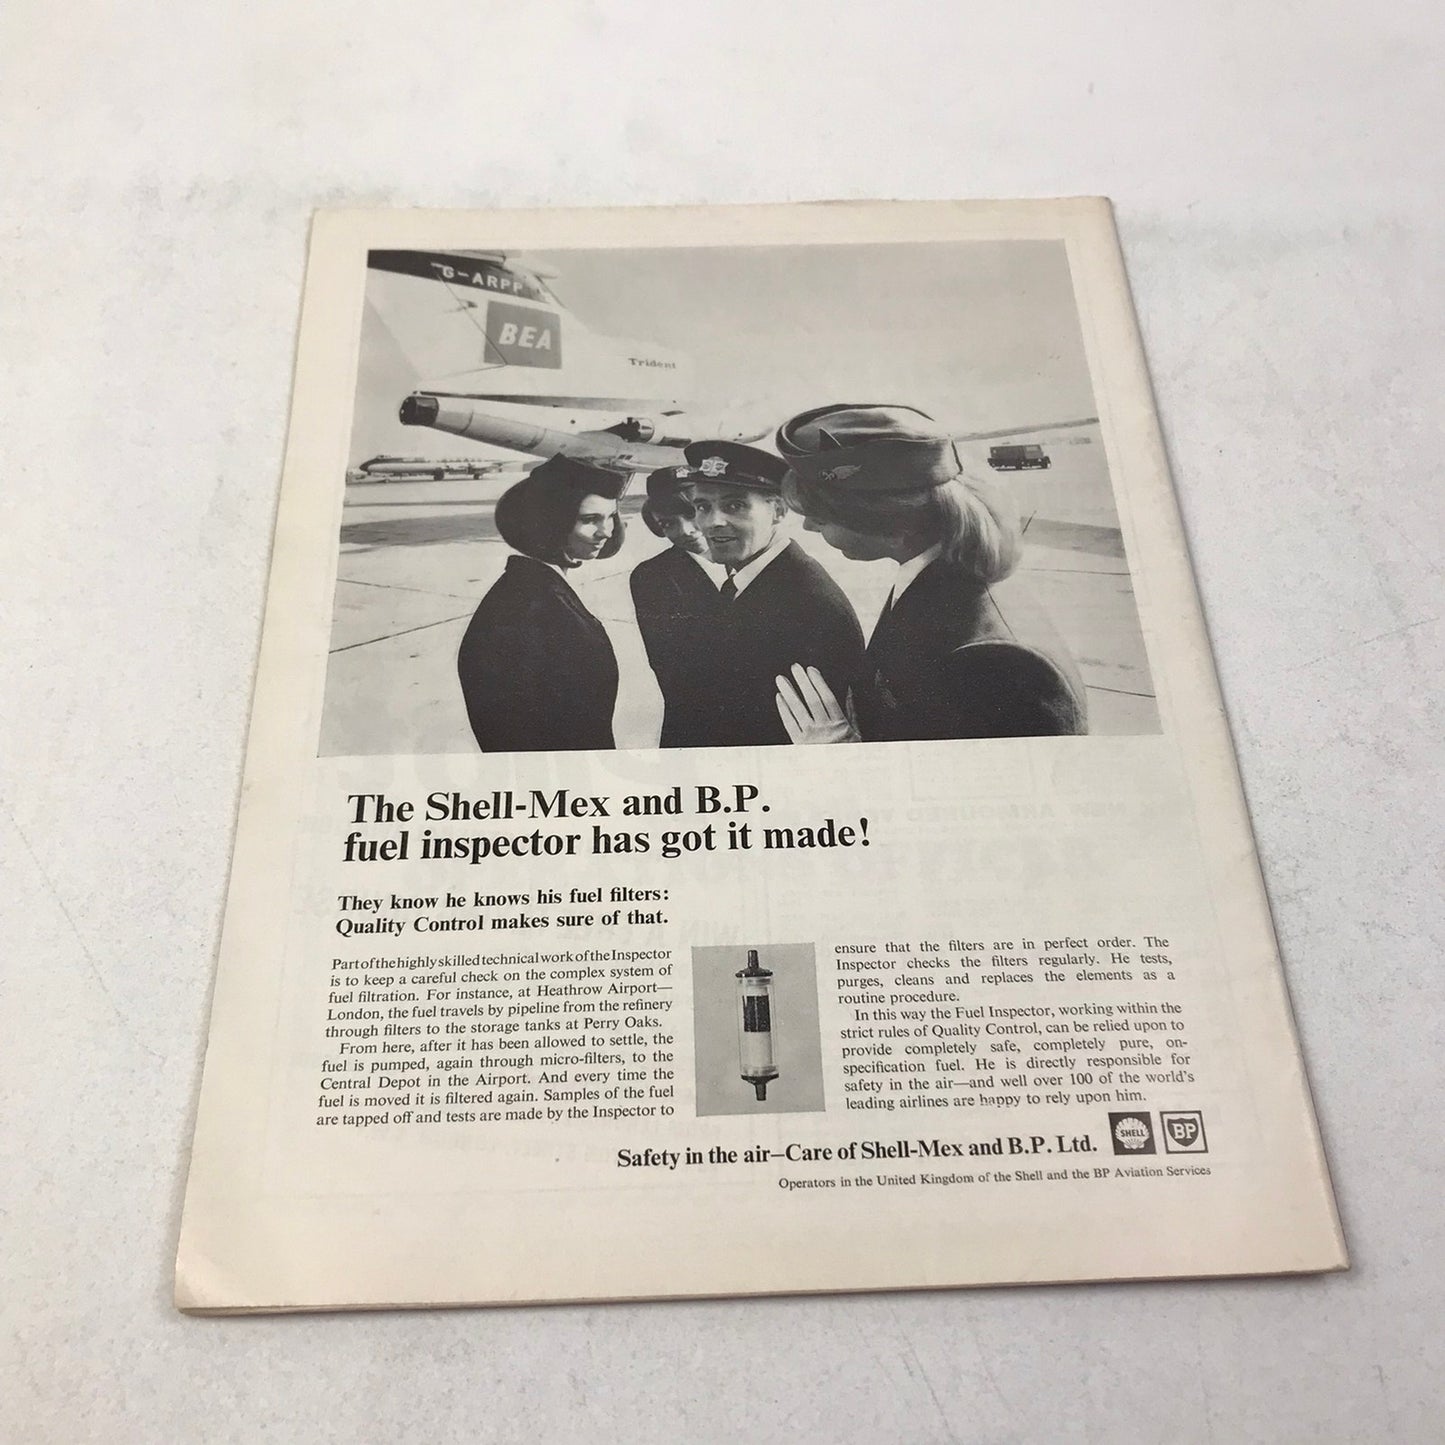 G-ARPP
BEA
Trident
The Shell-Mex and B.P.
fuel inspector has got it made!
They know he knows his fuel filters:
Quality Control makes sure of that.
Part of the highly skilled technical work of the Inspector
is to keep a careful check on the complex system of
fuel filtration. For instance, at Heathrow Airport—
London, the fuel travels by pipeline from the refinery
through filters to the storage tanks at Perry Oaks.
From here, after it has been allowed to settle, the
fuel is pumped, again through micro-filters, to the
Central Depot in the Airport. And every time the
fuel is moved it is filtered again. Samples of the fuel
are tapped off and tests are made by the Inspector to
ensure that the filters are in perfect order. The
Inspector checks the filters regularly. He tests,
purges, cleans and replaces the elements as a
routine procedure.
In this way the Fuel Inspector, working within the
strict rules of Quality Control, can be relied upon to
provide completely safe, completely pure, on-
specification fuel. He is directly responsible for
safety in the air—and well over 100 of the world's
leading airlines are happy to rely upon him.
Safety in the air—Care of Shell-Mex and B.P. Ltd.
SHELL
BP
Operators in the United Kingdom of the Shell and the BP Aviation Services